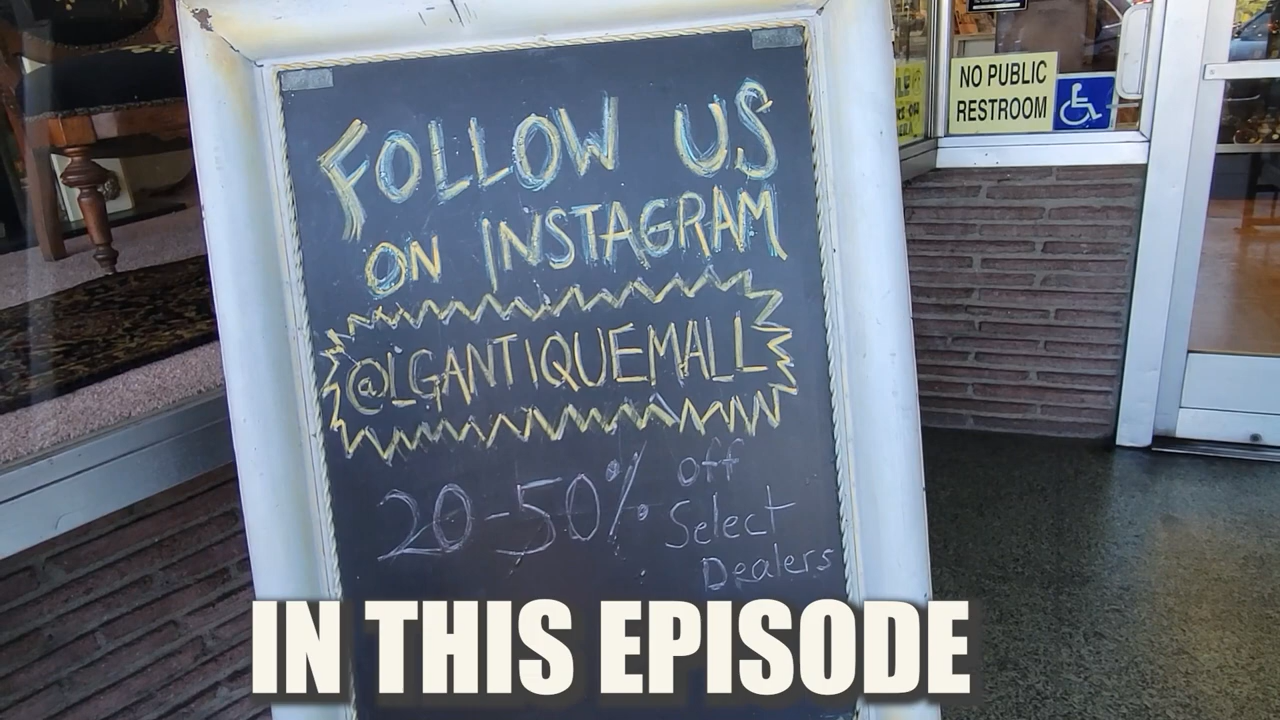 FOLLOW US
ON INSTAGRAM
@LGANTIQUEMALL
20-50% off
Select
Dealers
NO PUBLIC
RESTROOM
IN THIS EPISODE